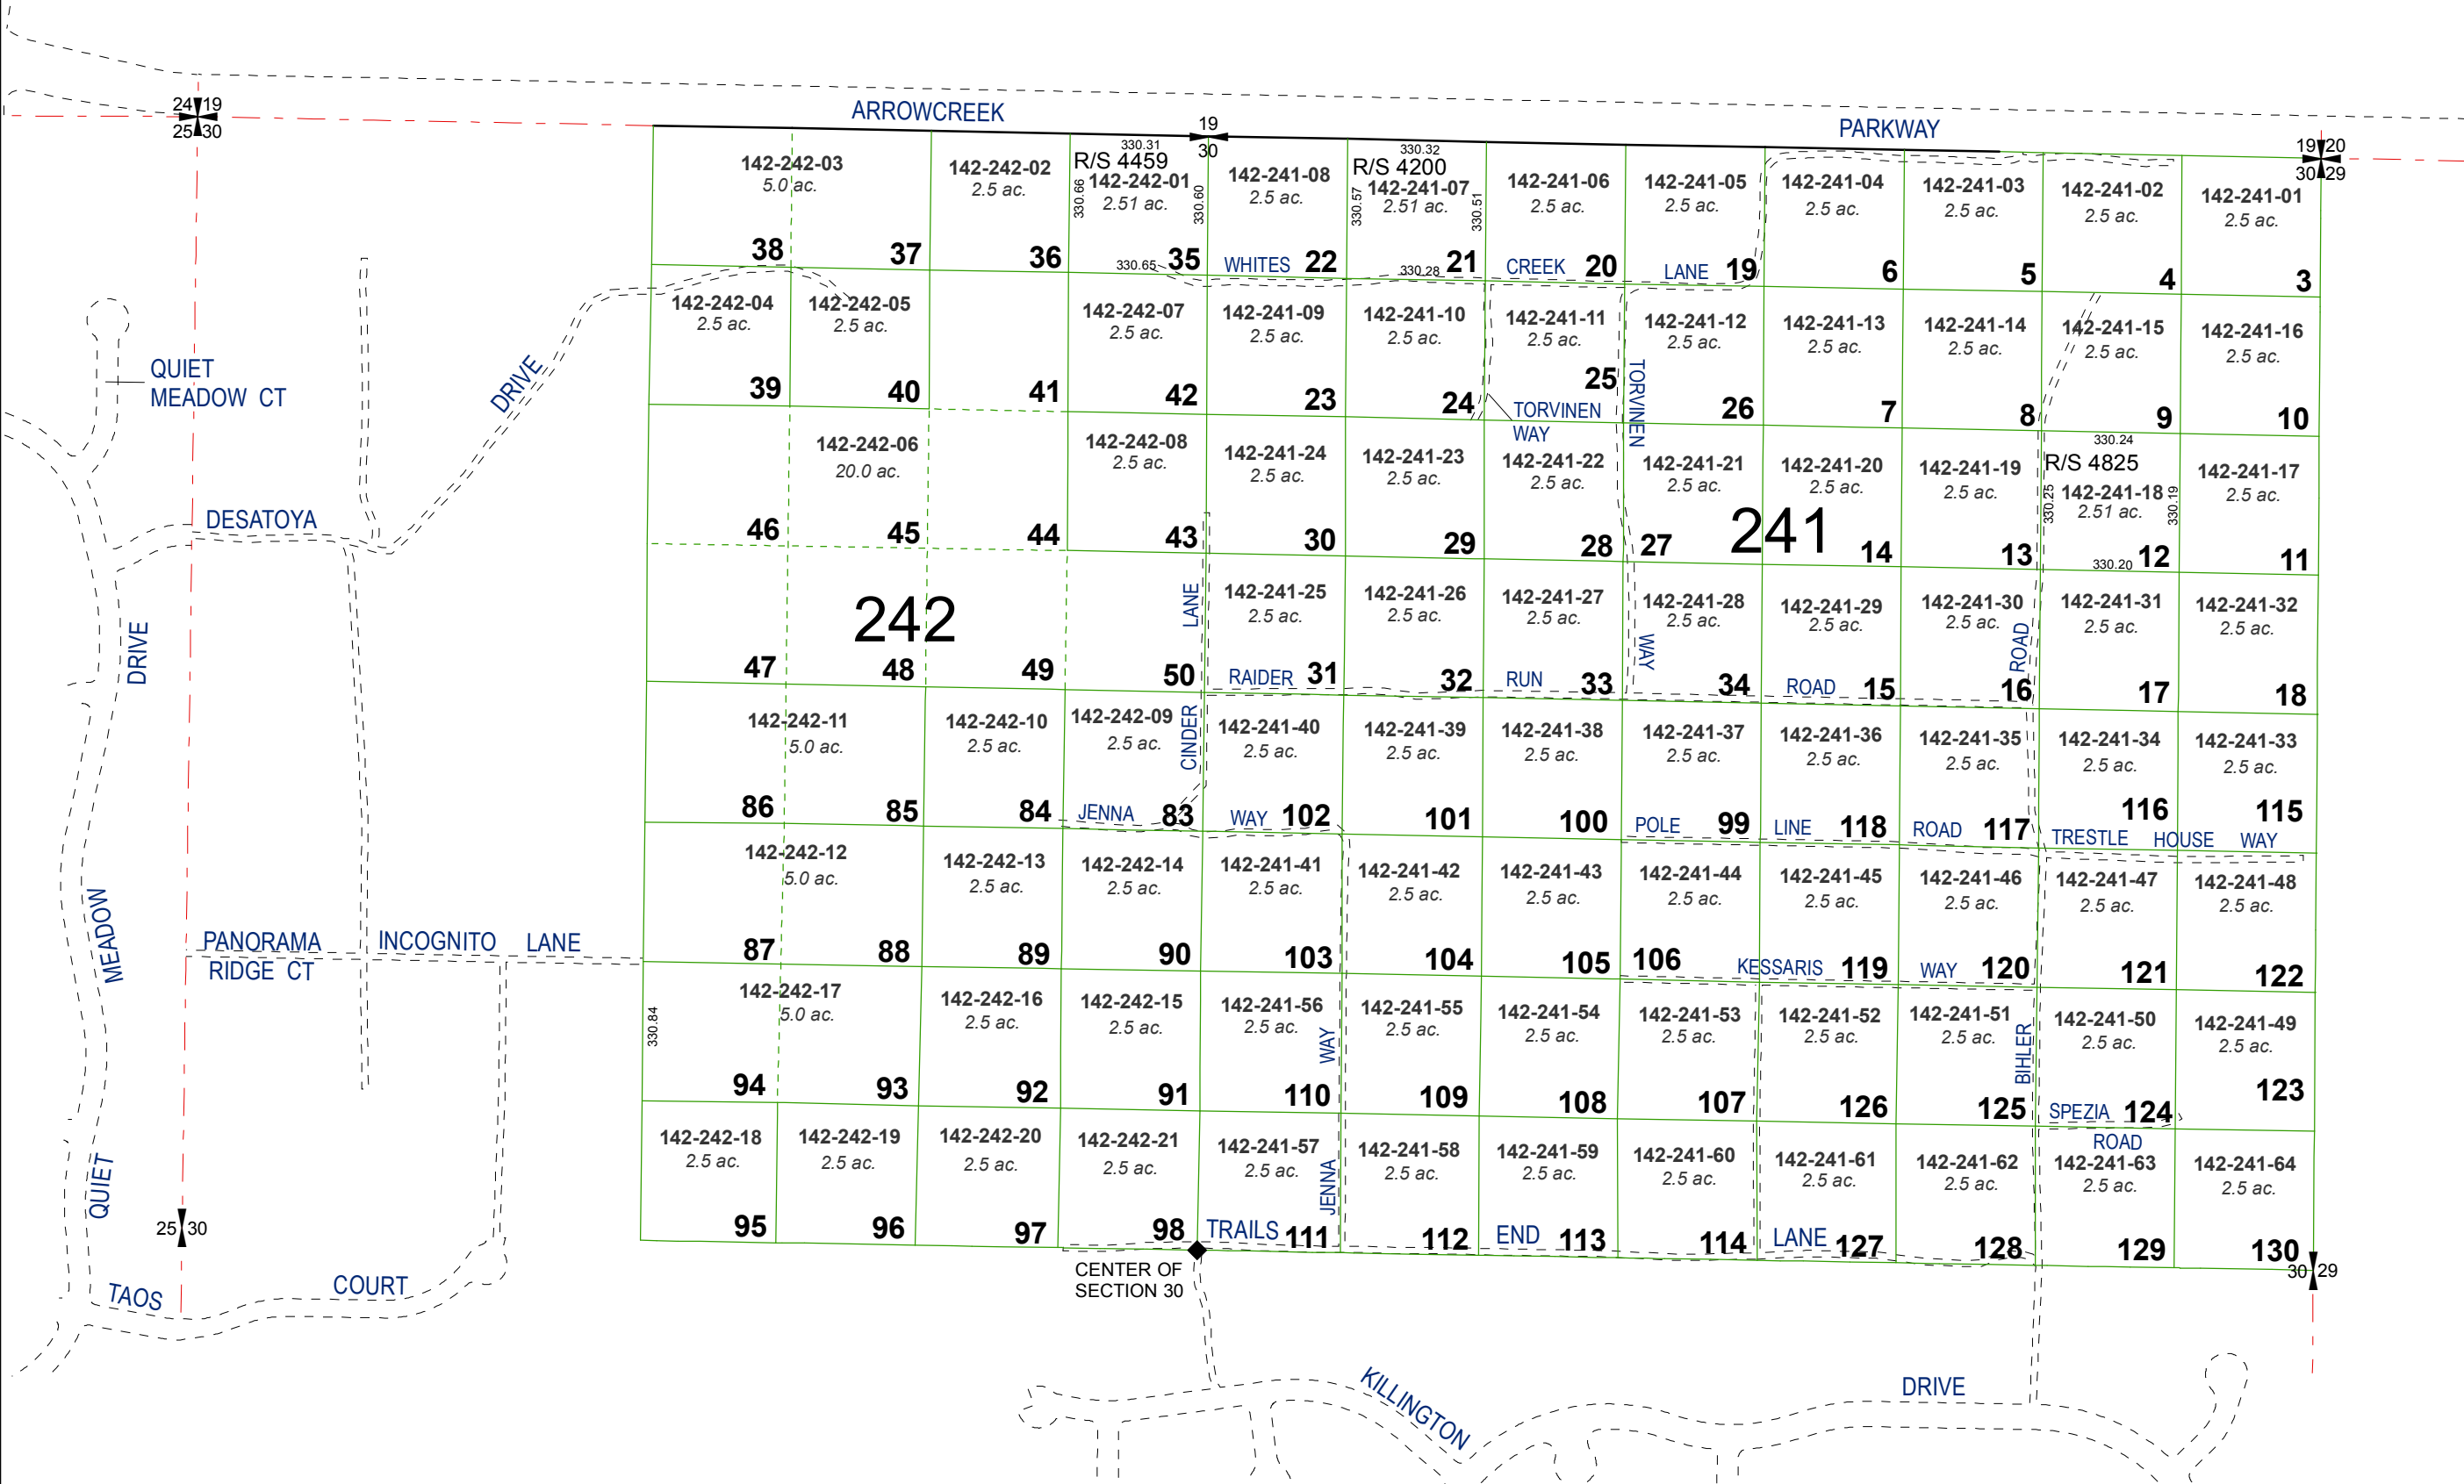 ARROWCREEK
PARKWAY
24 19
25 30
19
30
19 20
30 29
142-242-03
5.0 ac.
38
37
142-242-02
2.5 ac.
36
330.31
R/S 4459
142-242-01
2.51 ac.
330.66
330.60
330.65
35
142-241-08
2.5 ac.
WHITES
22
330.32
R/S 4200
142-241-07
2.51 ac.
330.57
330.51
330.28
21
142-241-06
2.5 ac.
CREEK
20
142-241-05
2.5 ac.
LANE
19
142-241-04
2.5 ac.
6
142-241-03
2.5 ac.
5
142-241-02
2.5 ac.
4
142-241-01
2.5 ac.
3
142-242-04
2.5 ac.
39
142-242-05
2.5 ac.
40
41
142-242-07
2.5 ac.
42
142-241-09
2.5 ac.
23
142-241-10
2.5 ac.
24
142-241-11
2.5 ac.
25
TORVINEN
WAY
TORVINEN
142-241-12
2.5 ac.
26
142-241-13
2.5 ac.
7
142-241-14
2.5 ac.
8
142-241-15
2.5 ac.
9
142-241-16
2.5 ac.
10
QUIET
MEADOW CT
DRIVE
DESATOYA
142-242-06
20.0 ac.
46
45
44
142-242-08
2.5 ac.
43
142-241-24
2.5 ac.
30
142-241-23
2.5 ac.
29
142-241-22
2.5 ac.
28
142-241-21
2.5 ac.
27
241
142-241-20
2.5 ac.
14
142-241-19
2.5 ac.
13
330.24
R/S 4825
142-241-18
2.51 ac.
330.25
330.19
330.20
12
142-241-17
2.5 ac.
11
242
47
48
49
50
LANE
142-241-25
2.5 ac.
RAIDER
31
142-241-26
2.5 ac.
32
142-241-27
2.5 ac.
RUN
33
WAY
142-241-28
2.5 ac.
34
142-241-29
2.5 ac.
ROAD
15
142-241-30
2.5 ac.
ROAD
16
142-241-31
2.5 ac.
17
142-241-32
2.5 ac.
18
DRIVE
142-242-11
5.0 ac.
86
85
142-242-10
2.5 ac.
84
142-242-09
2.5 ac.
CINDER
JENNA
83
142-241-40
2.5 ac.
WAY
102
142-241-39
2.5 ac.
101
142-241-38
2.5 ac.
100
142-241-37
2.5 ac.
POLE
99
142-241-36
2.5 ac.
LINE
118
142-241-35
2.5 ac.
ROAD
117
142-241-34
2.5 ac.
116
142-241-33
2.5 ac.
115
TRESTLE HOUSE WAY
142-242-12
5.0 ac.
87
88
142-242-13
2.5 ac.
89
142-242-14
2.5 ac.
90
142-241-41
2.5 ac.
103
142-241-42
2.5 ac.
104
142-241-43
2.5 ac.
105
142-241-44
2.5 ac.
106
142-241-45
2.5 ac.
KESSARIS
119
142-241-46
2.5 ac.
WAY
120
142-241-47
2.5 ac.
121
142-241-48
2.5 ac.
122
MEADOW
PANORAMA
RIDGE CT
INCOGNITO LANE
330.84
142-242-17
5.0 ac.
94
93
142-242-16
2.5 ac.
92
142-242-15
2.5 ac.
91
142-241-56
2.5 ac.
WAY
110
142-241-55
2.5 ac.
109
142-241-54
2.5 ac.
108
142-241-53
2.5 ac.
107
142-241-52
2.5 ac.
126
142-241-51
2.5 ac.
BIHLER
125
142-241-50
2.5 ac.
SPEZIA
124
ROAD
142-241-49
2.5 ac.
123
142-242-18
2.5 ac.
95
142-242-19
2.5 ac.
96
142-242-20
2.5 ac.
97
142-242-21
2.5 ac.
98
142-241-57
2.5 ac.
JENNA
TRAILS
111
142-241-58
2.5 ac.
112
142-241-59
2.5 ac.
END
113
142-241-60
2.5 ac.
114
142-241-61
2.5 ac.
LANE
127
142-241-62
2.5 ac.
128
142-241-63
2.5 ac.
129
142-241-64
2.5 ac.
130
QUIET
25 30
30 29
TAOS
COURT
CENTER OF
SECTION 30
KILLINGTON
DRIVE